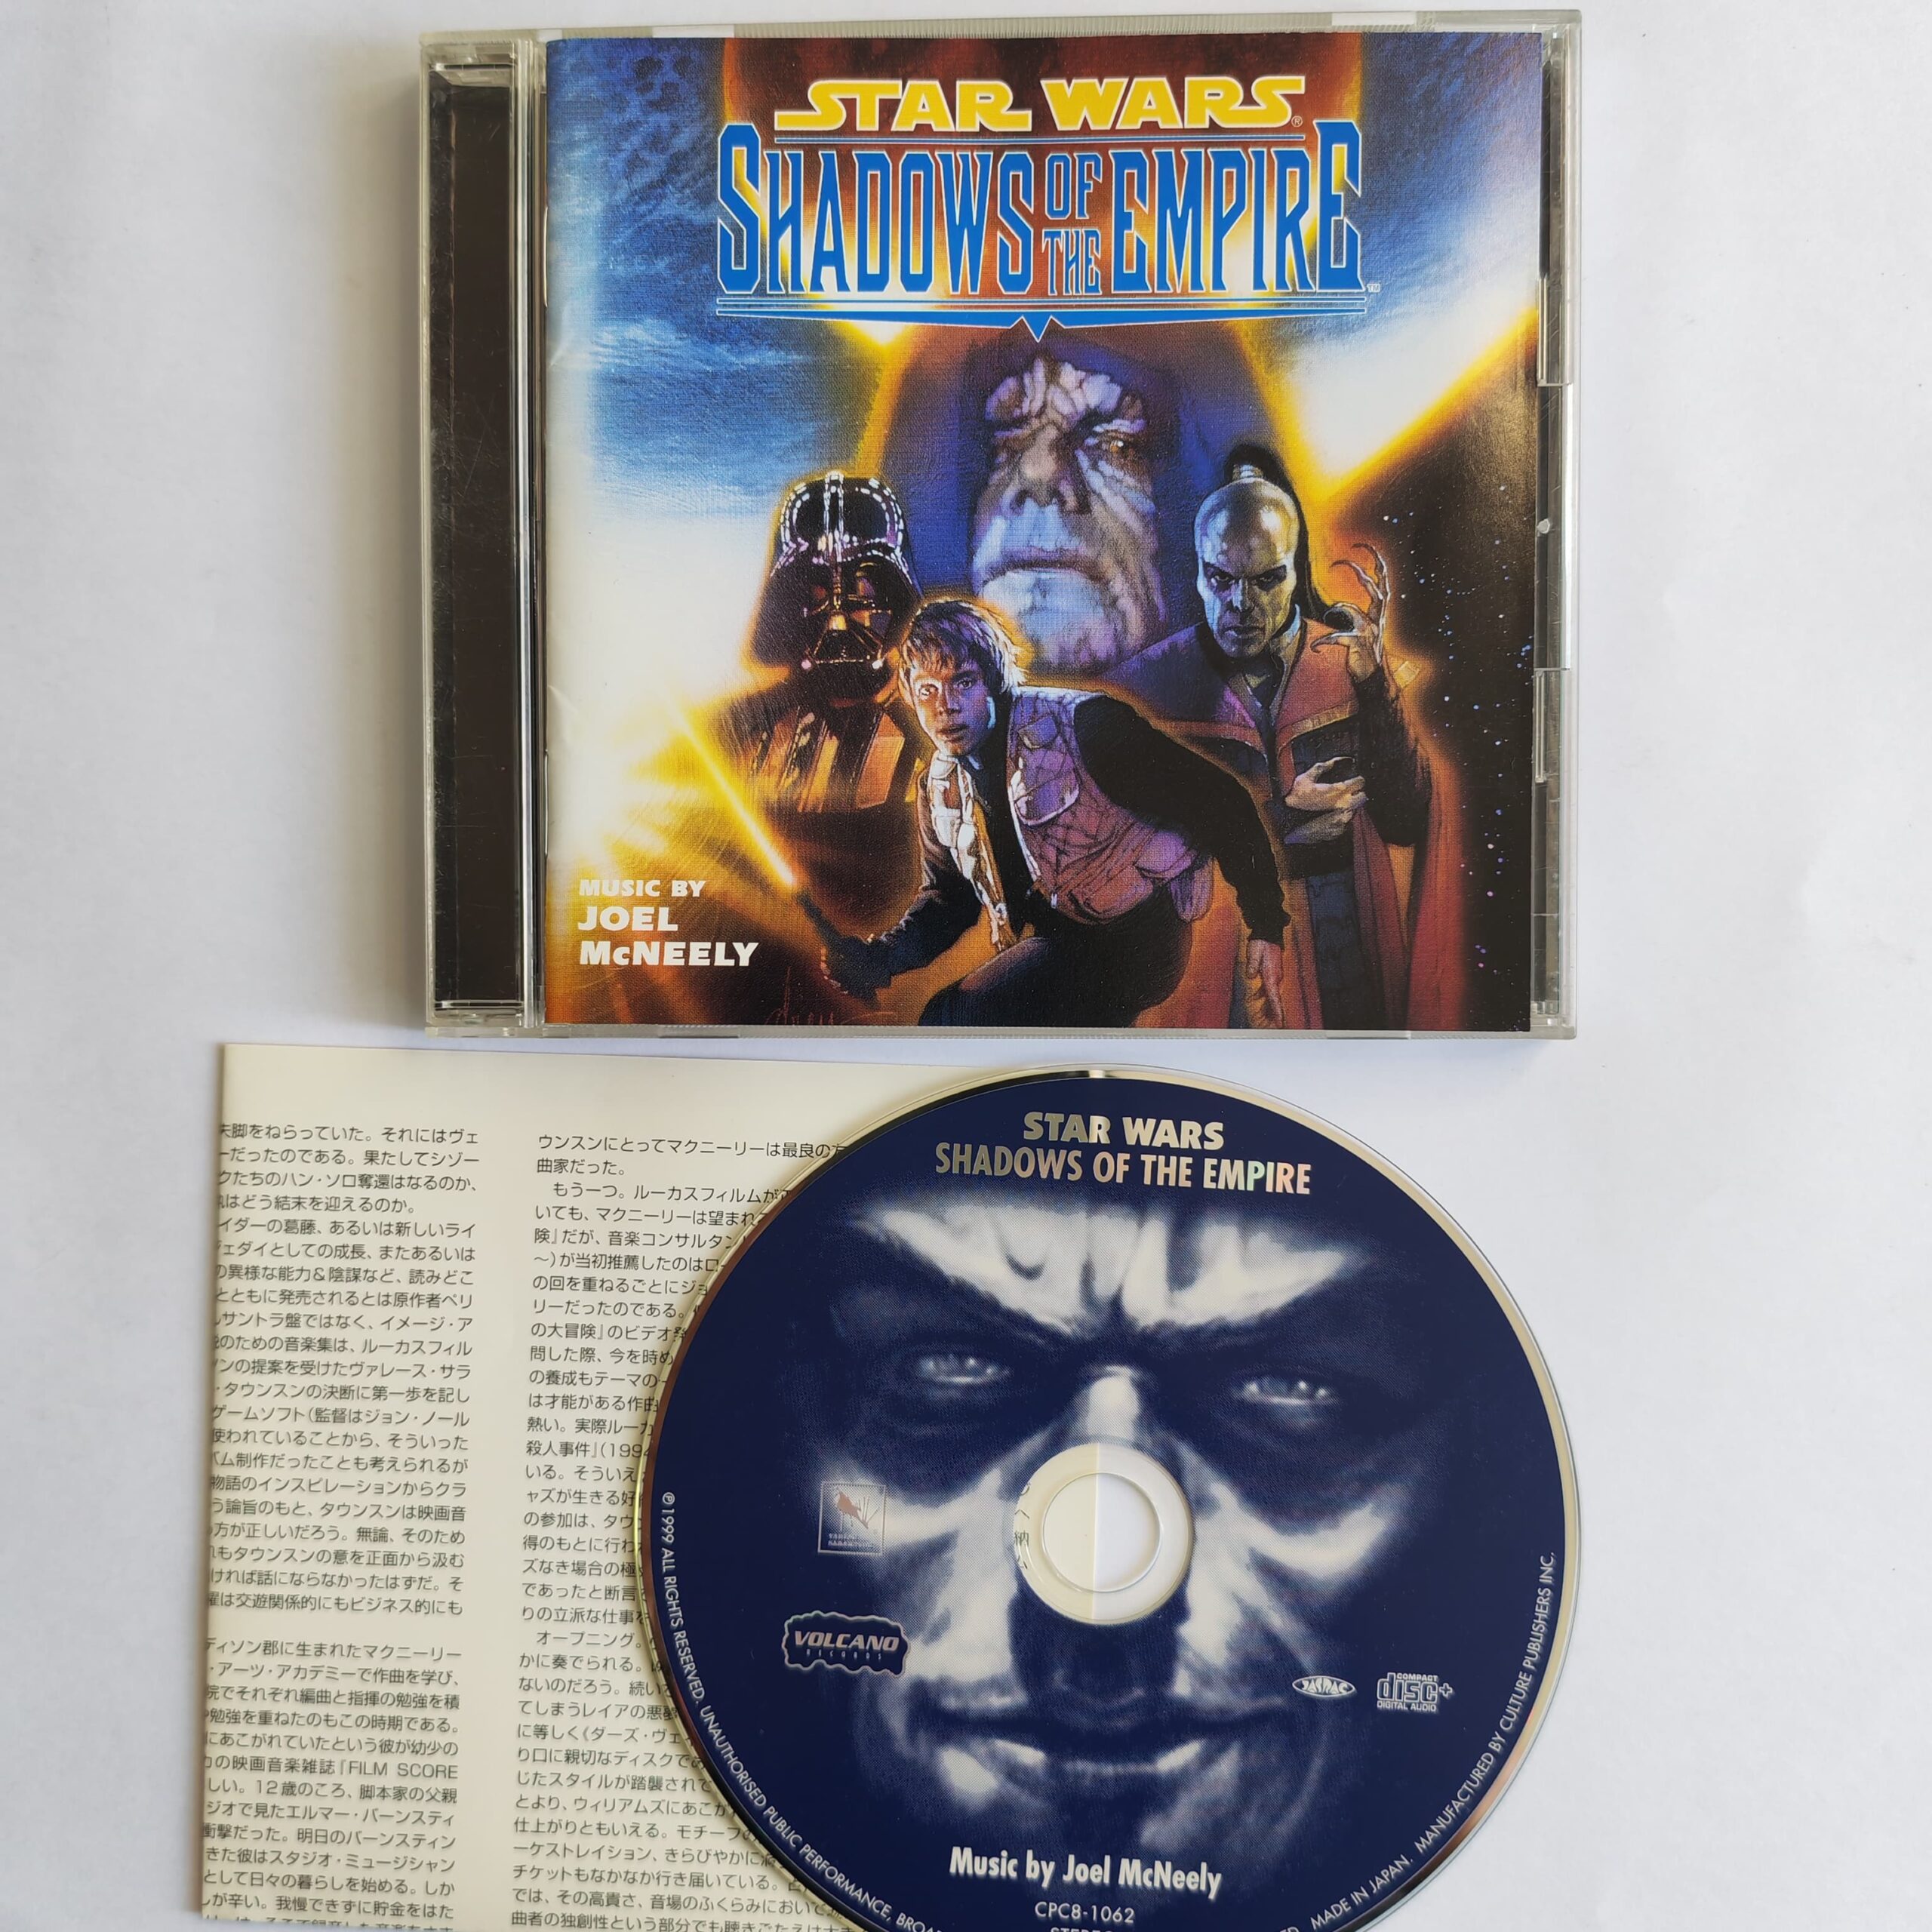 STAR WARS®
SHADOWS OF THE EMPIRE™
MUSIC BY
JOEL
McNEELY
脚をねらっていた。それにはヴェ
ーだったのである。果たしてシゾー
クたちのハン・ソロ奪還はなるのか、
はどう結末を迎えるのか。
イダーの葛藤、あるいは新しいライ
ジェダイとしての成長、またあるいは
の異様な能力&陰謀など、読みどこ
とともに発売されるとは原作者ペリ
サントラ盤ではなく、イメージ・ア
のための音楽集は、ルーカスフィル
ンの提案を受けたヴァレース・サラ
・タウンスンの決断に第一歩を記し
ゲームソフト(監督はジョン・ノール
使われていることから、そういった
バム制作だったことも考えられるが
物語のインスピレーションからクラ
う論旨のもと、タウンスンは映画音
方が正しいだろう。無論、そのため
れもタウンスンの意を正面から汲む
ければ話にならなかったはずだ。そ
は交遊関係的にもビジネス的にも
ディソン郡に生まれたマクニーリー
・アーツ・アカデミーで作曲を学び、
院でそれぞれ編曲と指揮の勉強を積
勉強を重ねたのもこの時期である。
にあこがれていたという彼が幼少の
の映画音楽雑誌『FILM SCORE
しい。12歳のころ、脚本家の父親
ジオで見たエルマー・バーンスティ
衝撃だった。明日のバーンスティン
きた彼はスタジオ・ミュージシャン
として日々の暮らしを始める。しか
しが辛い。我慢できずに貯金をはた
ウンスンにとってマクニーリーは最良の
曲家だった。
もう一つ。ルーカスフィルムが
いても、マクニーリーは望まれ
険』だが、音楽コンサルタン
〜)が当初推薦したのはロ
の回を重ねるごとにジョ
リーだったのである。
の大冒険』のビデオ発
問した際、今を時め
の養成もテーマの一
は才能がある作曲
熱い。実際ルーカ
殺人事件』(199
いる。そういえ
ャズが生きる好
の参加は、タウ
得のもとに行わ
ズなき場合の極
であったと断言
りの立派な仕事を
オープニング。
かに奏でられる。
ないのだろう。続い
てしまうレイアの悪夢
に等しく《ダーズ・ヴェ
り口に親切なディスクであ
じたスタイルが踏襲されて
とより、ウィリアムズにあこが
仕上がりともいえる。モチーフの
ーケストレイション、きらびやかに
チケットもなかなか行き届いている。
では、その高貴さ、音場のふくらみにおいて
曲者の独創性という部分でも聴きごたえは
STAR WARS
SHADOWS OF THE EMPIRE
VOLCANO
RECORDS
JASRAC
COMPACT
disc
DIGITAL AUDIO
Music by Joel McNeely
CPC8-1062
℗1999 ALL RIGHTS RESERVED. UNAUTHORISED PUBLIC PERFORMANCE, BROA
MADE IN JAPAN. MANUFACTURED BY CULTURE PUBLISHERS INC.